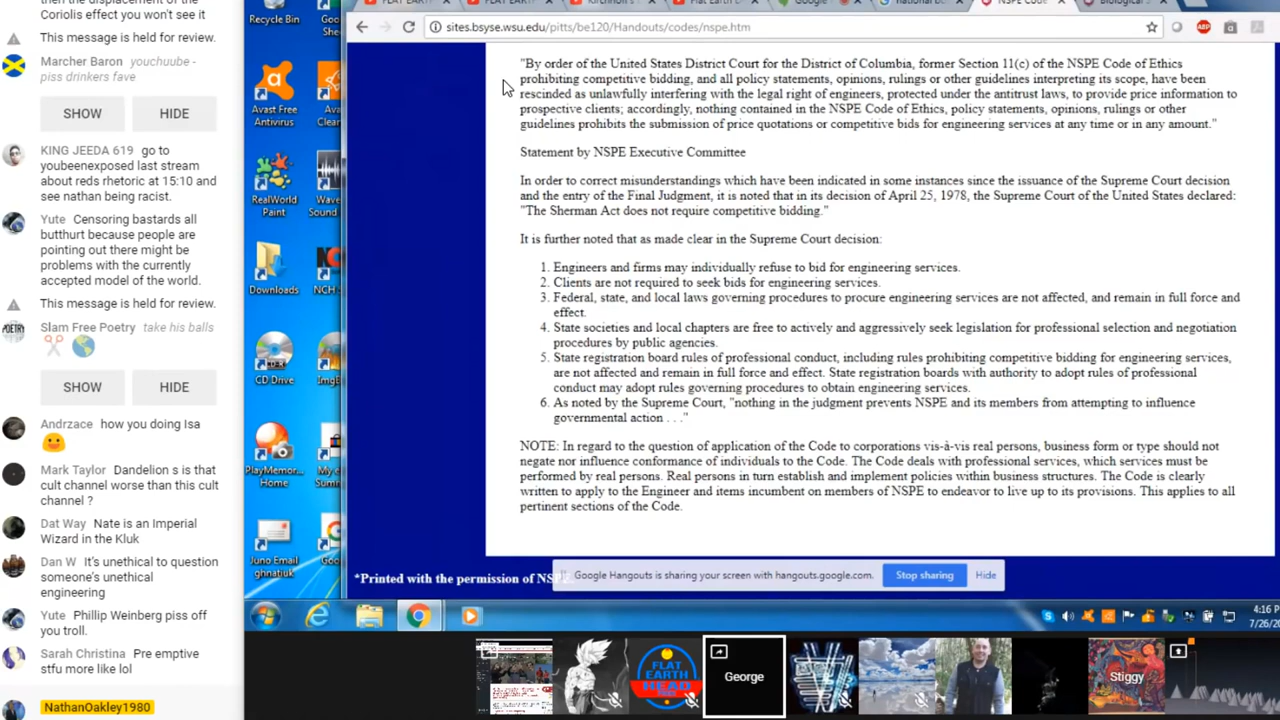 then the displacement of the
Coriolis effect you won't see it
This message is held for review.
Marcher Baron youchuube -
piss drinkers fave
SHOW HIDE
KING JEEDA 619 go to
youbeenexposed last stream
about reds rhetoric at 15:10 and
see nathan being racist.
Yute Censoring bastards all
butthurt because people are
pointing out there might be
problems with the currently
accepted model of the world.
This message is held for review.
Slam Free Poetry take his balls
SHOW HIDE
Andrzace how you doing Isa
Mark Taylor Dandelion s is that
cult channel worse than this cult
channel ?
Dat Way Nate is an Imperial
Wizard in the Kluk
Dan W It's unethical to question
someone's unethical
engineering
Yute Phillip Weinberg piss off
you troll.
Sarah Christina Pre emptive
stfu more like lol
NathanOakley1980
Recycle Bin
Avast Free
Antivirus
RealWorld
Paint
Downloads
CD Drive
PlayMemor...
Home
Juno Email
ghnatiuk
sites.bsyse.wsu.edu/pitts/be120/Handouts/codes/nspe.htm
"By order of the United States District Court for the District of Columbia, former Section 11(c) of the NSPE Code of Ethics
prohibiting competitive bidding, and all policy statements, opinions, rulings or other guidelines interpreting its scope, have been
rescinded as unlawfully interfering with the legal right of engineers, protected under the antitrust laws, to provide price information to
prospective clients; accordingly, nothing contained in the NSPE Code of Ethics, policy statements, opinions, rulings or other
guidelines prohibits the submission of price quotations or competitive bids for engineering services at any time or in any amount."
Statement by NSPE Executive Committee
In order to correct misunderstandings which have been indicated in some instances since the issuance of the Supreme Court decision
and the entry of the Final Judgment, it is noted that in its decision of April 25, 1978, the Supreme Court of the United States declared:
"The Sherman Act does not require competitive bidding."
It is further noted that as made clear in the Supreme Court decision:
1. Engineers and firms may individually refuse to bid for engineering services.
2. Clients are not required to seek bids for engineering services.
3. Federal, state, and local laws governing procedures to procure engineering services are not affected, and remain in full force and
effect.
4. State societies and local chapters are free to actively and aggressively seek legislation for professional selection and negotiation
procedures by public agencies.
5. State registration board rules of professional conduct, including rules prohibiting competitive bidding for engineering services,
are not affected and remain in full force and effect. State registration boards with authority to adopt rules of professional
conduct may adopt rules governing procedures to obtain engineering services.
6. As noted by the Supreme Court, "nothing in the judgment prevents NSPE and its members from attempting to influence
governmental action . . ."
NOTE: In regard to the question of application of the Code to corporations vis-à-vis real persons, business form or type should not
negate nor influence conformance of individuals to the Code. The Code deals with professional services, which services must be
performed by real persons. Real persons in turn establish and implement policies within business structures. The Code is clearly
written to apply to the Engineer and items incumbent on members of NSPE to endeavor to live up to its provisions. This applies to all
pertinent sections of the Code.
*Printed with the permission of
Google Hangouts is sharing your screen with hangouts.google.com. Stop sharing Hide
4:16 P
7/26/20
FLAT
EARTH
HEAD
George
Stiggy